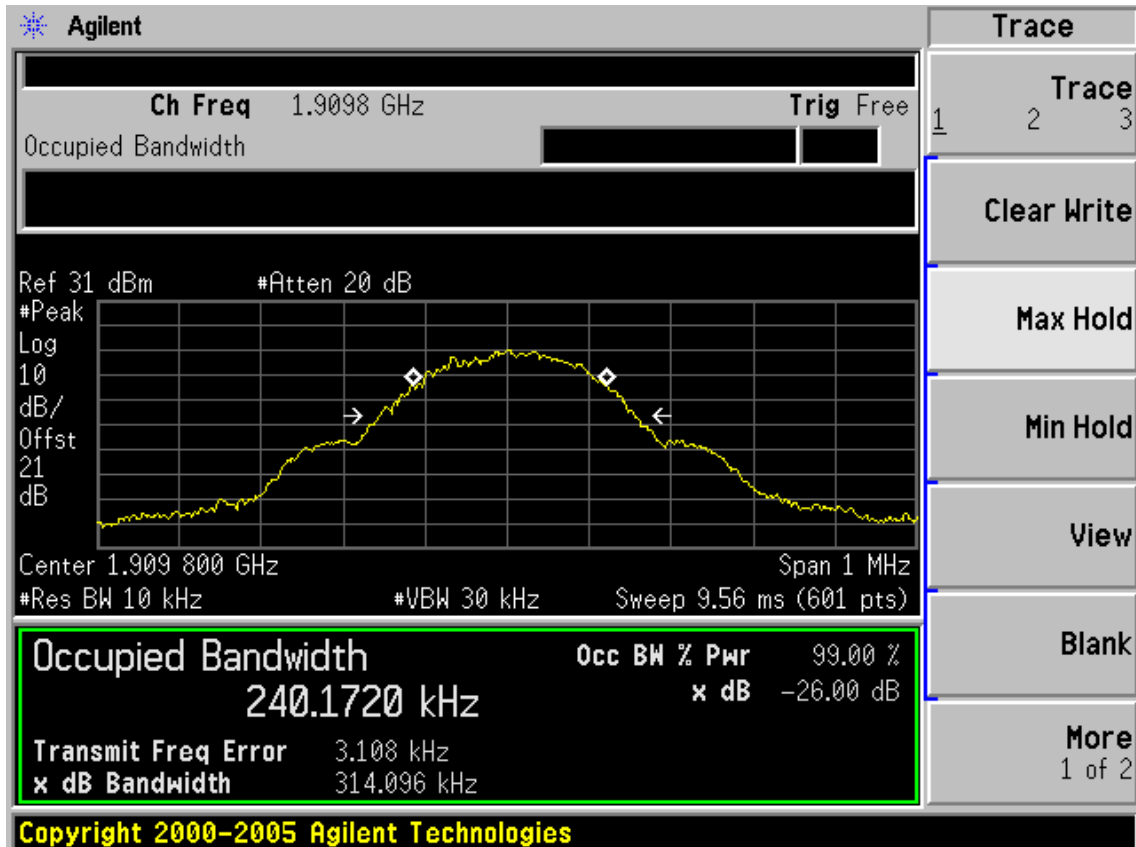 Agilent
Trace
Ch Freq 1.9098 GHz Trig Free
Occupied Bandwidth
Trace
1 2 3
Clear Write
Max Hold
Min Hold
View
Blank
More
1 of 2
Ref 31 dBm #Atten 20 dB
#Peak
Log
10
dB/
Offst
21
dB
Center 1.909 800 GHz Span 1 MHz
#Res BW 10 kHz #VBW 30 kHz Sweep 9.56 ms (601 pts)
Occupied Bandwidth Occ BW % Pwr 99.00 %
240.1720 kHz x dB -26.00 dB
Transmit Freq Error 3.108 kHz
x dB Bandwidth 314.096 kHz
Copyright 2000-2005 Agilent Technologies